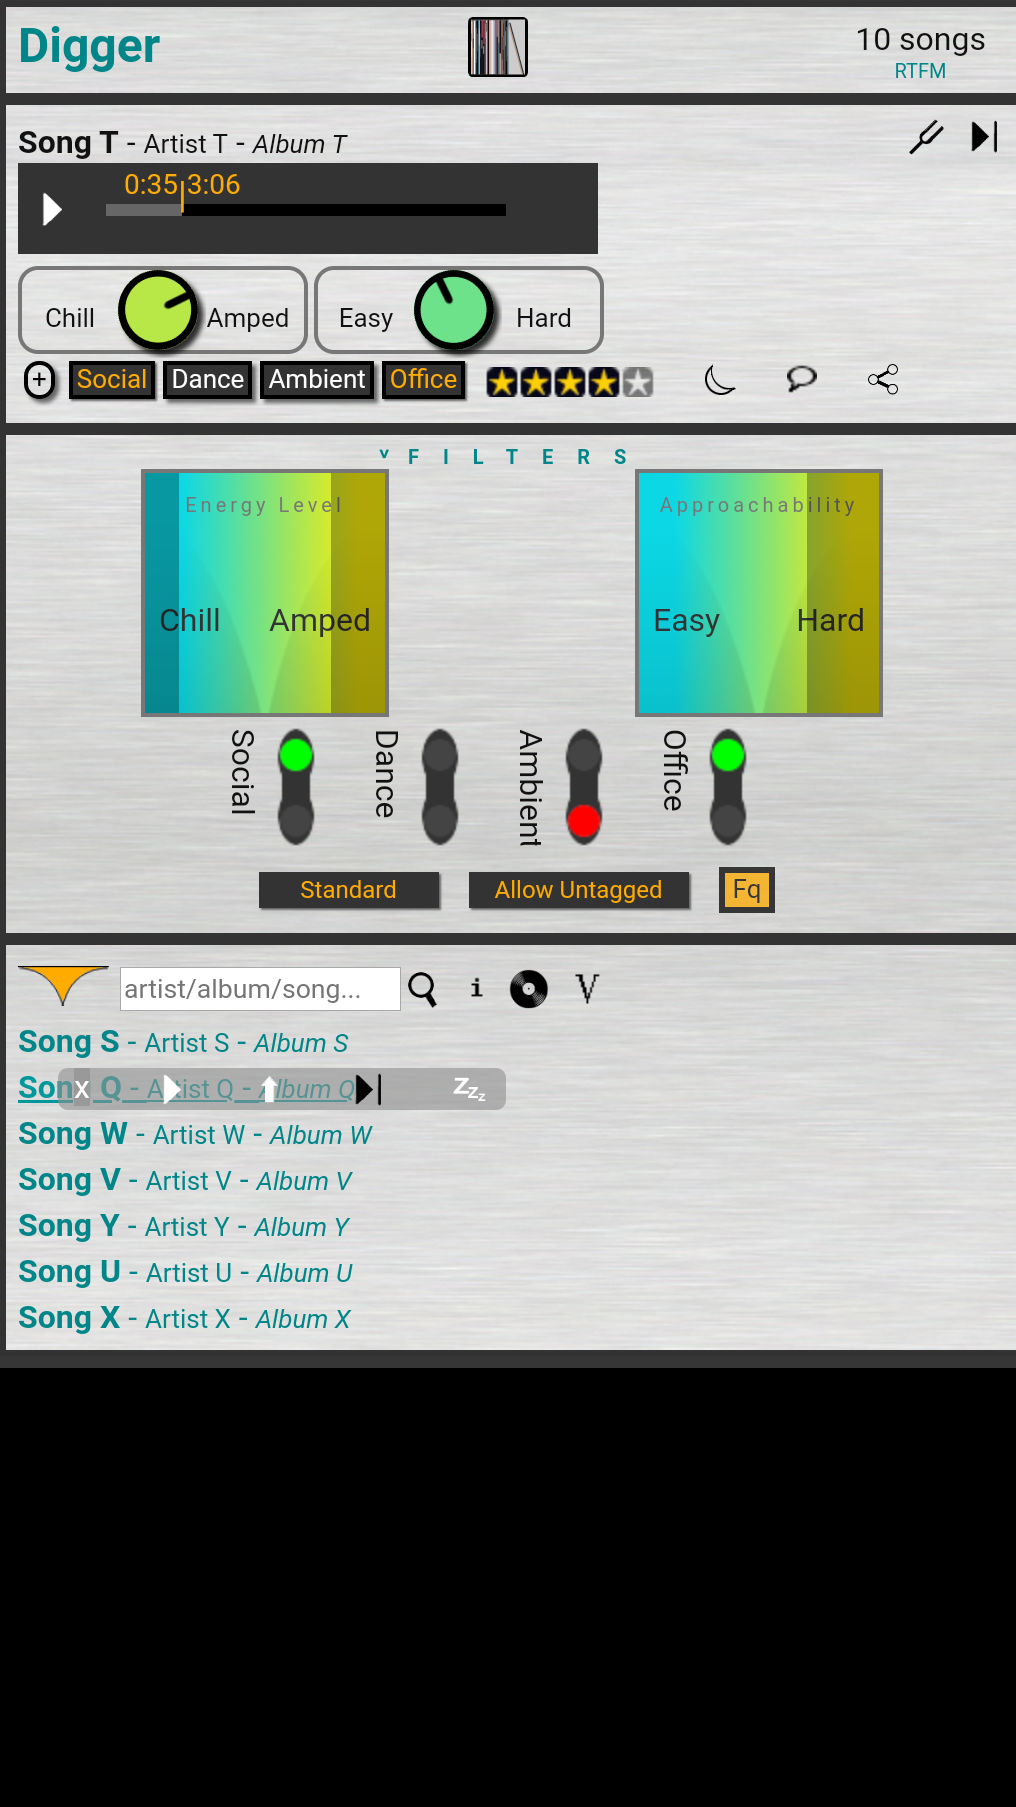 Digger
10 songs
RTFM
Song T - Artist T - Album T
0:35 3:06
Chill Amped Easy Hard
+ Social Dance Ambient Office
v F I L T E R S
Energy Level Approachability
Chill Amped Easy Hard
Social Dance Ambient Office
Standard Allow Untagged Fq
artist/album/song... i V
Song S - Artist S - Album S
Song Q - Artist Q - Album Q
x zzz
Song W - Artist W - Album W
Song V - Artist V - Album V
Song Y - Artist Y - Album Y
Song U - Artist U - Album U
Song X - Artist X - Album X